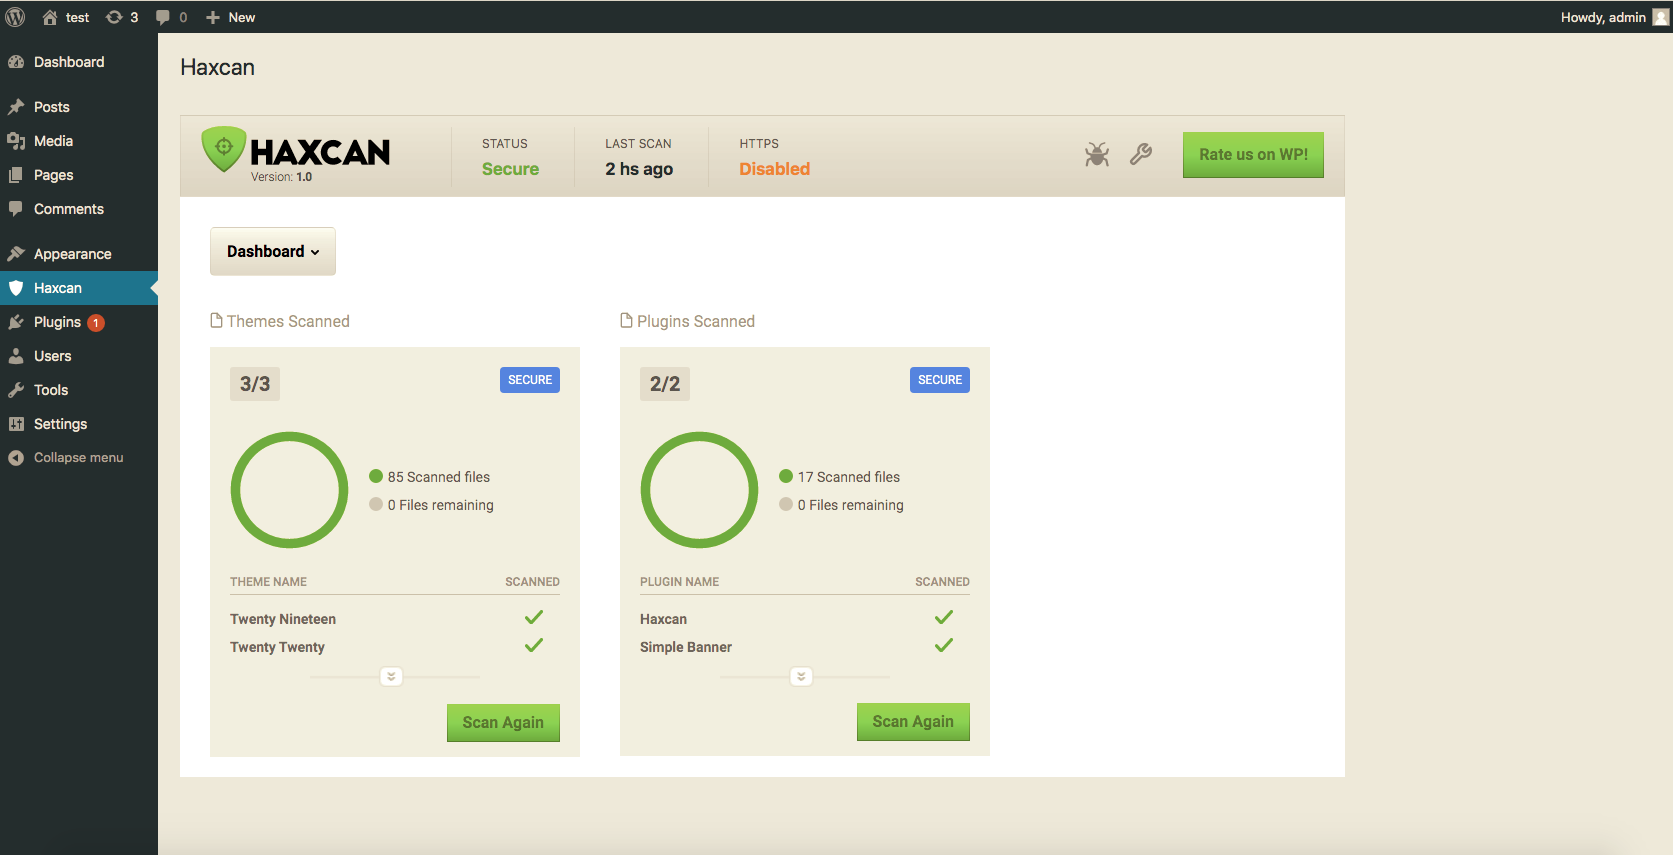 test 3 0 New Howdy, admin
Dashboard
Posts
Media
Pages
Comments
Appearance
Haxcan
Plugins 1
Users
Tools
Settings
Collapse menu
Haxcan
HAXCAN
Version: 1.0
STATUS
Secure
LAST SCAN
2 hs ago
HTTPS
Disabled
Rate us on WP!
Dashboard
Themes Scanned
3/3 SECURE
85 Scanned files
0 Files remaining
THEME NAME SCANNED
Twenty Nineteen
Twenty Twenty
Scan Again
Plugins Scanned
2/2 SECURE
17 Scanned files
0 Files remaining
PLUGIN NAME SCANNED
Haxcan
Simple Banner
Scan Again